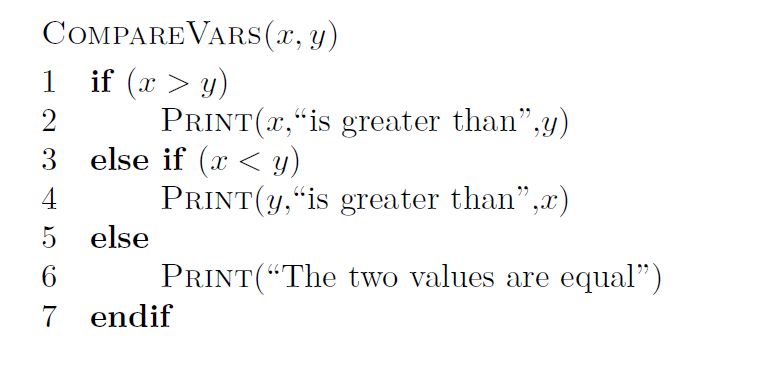 COMPAREVARS(x, y)
1 if (x > y)
2 PRINT(x,“is greater than”,y)
3 else if (x < y)
4 PRINT(y,“is greater than”,x)
5 else
6 PRINT(“The two values are equal”)
7 endif